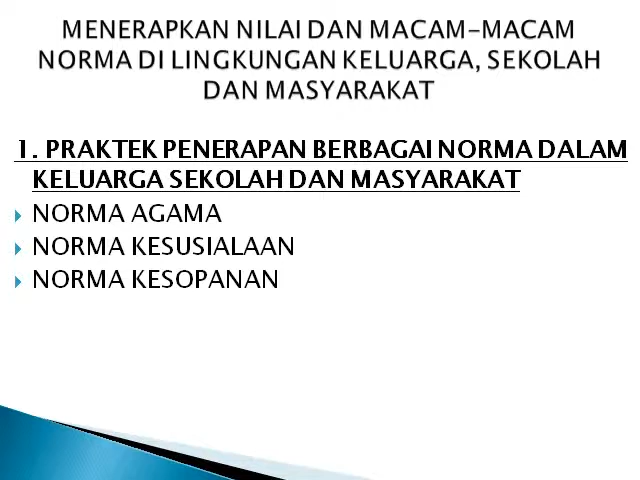 MENERAPKAN NILAI DAN MACAM-MACAM
NORMA DI LINGKUNGAN KELUARGA, SEKOLAH
DAN MASYARAKAT
1. PRAKTEK PENERAPAN BERBAGAI NORMA DALAM
KELUARGA SEKOLAH DAN MASYARAKAT
NORMA AGAMA
NORMA KESUSIALAAN
NORMA KESOPANAN